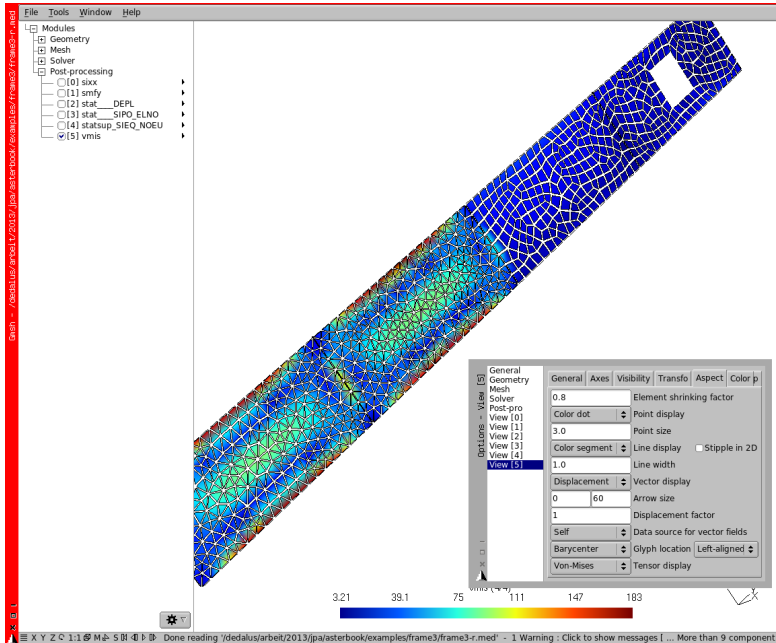 Gmsh - /dedalus/arbeit/2013/jpa/asterbook/examples/frame3/frame3-r.med
File Tools Window Help
Modules
Geometry
Mesh
Solver
Post-processing
[0] sixx
[1] smfy
[2] stat____DEPL
[3] stat____SIPO_ELNO
[4] statsup_SIEQ_NOEU
[5] vmis
Options - View [5]
General
Geometry
Mesh
Solver
Post-pro
View [0]
View [1]
View [2]
View [3]
View [4]
View [5]
General Axes Visibility Transfo Aspect Color
0.8 Element shrinking factor
Color dot Point display
3.0 Point size
Color segment Line display Stipple in 2D
1.0 Line width
Displacement Vector display
0 60 Arrow size
1 Displacement factor
Self Data source for vector fields
Barycenter Glyph location Left-aligned
Von-Mises Tensor display
vmis (4/4)
3.21 39.1 75 111 147 183
X
X Y Z 1:1 M S Done reading '/dedalus/arbeit/2013/jpa/asterbook/examples/frame3/frame3-r.med' - 1 Warning : Click to show messages [ ... More than 9 component